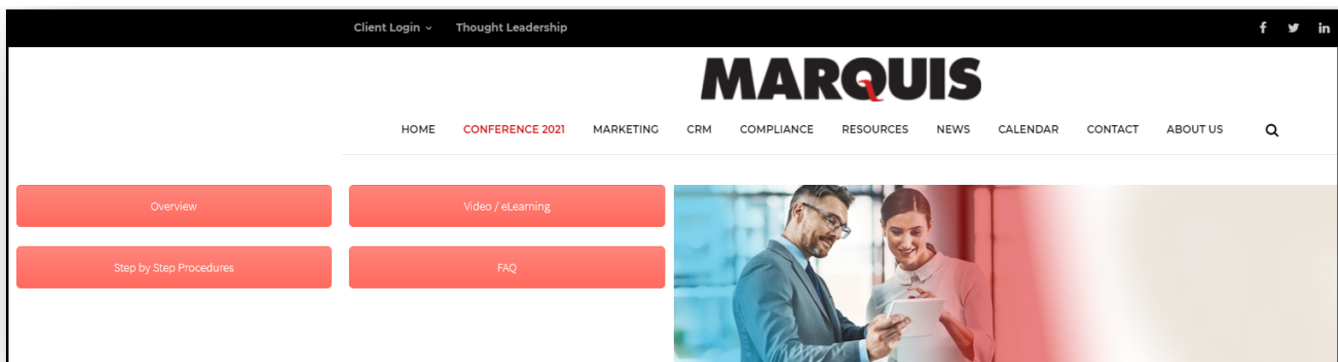 Client Login Thought Leadership
MARQUIS
HOME CONFERENCE 2021 MARKETING CRM COMPLIANCE RESOURCES NEWS CALENDAR CONTACT ABOUT US
Overview Video / eLearning
Step by Step Procedures FAQ